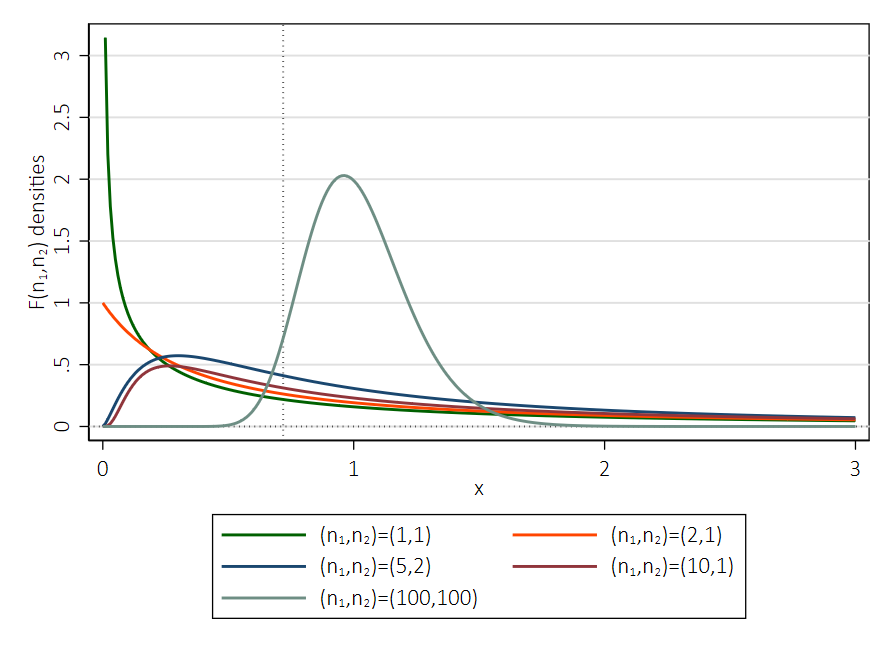 3
2.5
2
1.5
1
.5
0
F(n₁,n₂) densities
0 1 2 3
x
(n₁,n₂)=(1,1) (n₁,n₂)=(2,1)
(n₁,n₂)=(5,2) (n₁,n₂)=(10,1)
(n₁,n₂)=(100,100)